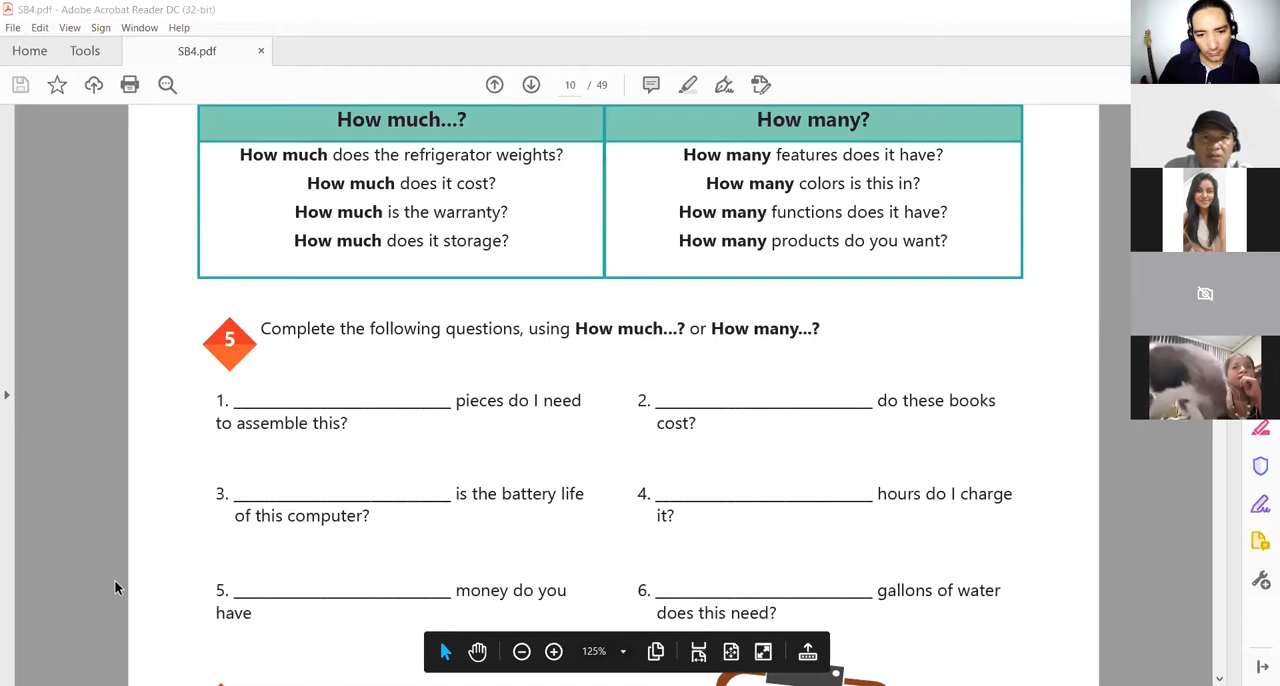 SB4.pdf - Adobe Acrobat Reader DC (32-bit)
File Edit View Sign Window Help
Home Tools SB4.pdf ×
10 / 49
How much...? How many?
How much does the refrigerator weights? How many features does it have?
How much does it cost? How many colors is this in?
How much is the warranty? How many functions does it have?
How much does it storage? How many products do you want?
5 Complete the following questions, using How much...? or How many...?
1. ________________________ pieces do I need 2. ________________________ do these books
to assemble this? cost?
3. ________________________ is the battery life 4. ________________________ hours do I charge
of this computer? it?
5. ________________________ money do you 6. ________________________ gallons of water
have does this need?
125%